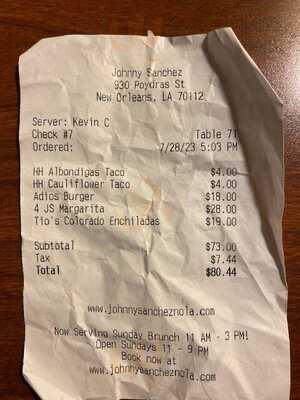 Johnny Sanchez
930 Poydras St
New Orleans, LA 70112
Server: Kevin C
Check #7 Table 71
Ordered: 7/28/23 5:03 PM
HH Albondigas Taco $4.00
HH Cauliflower Taco $4.00
Adios Burger $18.00
4 JS Margarita $28.00
Tio's Colorado Enchiladas $19.00
Subtotal $73.00
Tax $7.44
Total $80.44
www.johnnysancheznola.com
Now Serving Sunday Brunch 11 AM - 3 PM!
Open Sundays 11 - 9 PM
Book now at
www.johnnysancheznola.com